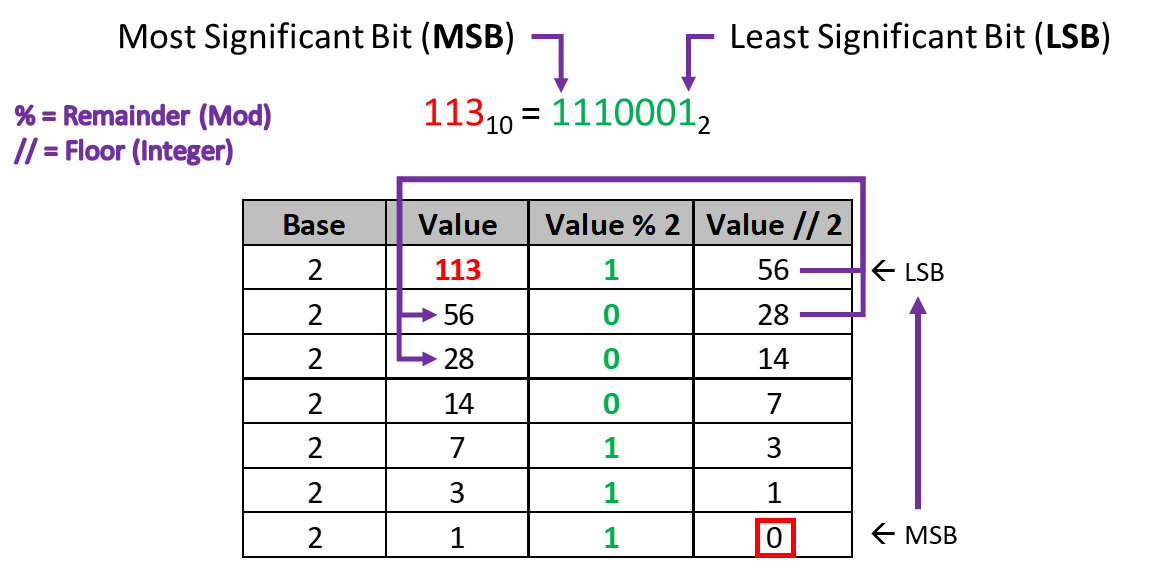 Most Significant Bit (MSB) Least Significant Bit (LSB)
113₁₀ = 1110001₂
% = Remainder (Mod)
// = Floor (Integer)
Base Value Value % 2 Value // 2
2 113 1 56 ← LSB
2 56 0 28
2 28 0 14
2 14 0 7
2 7 1 3
2 3 1 1
2 1 1 0 ← MSB